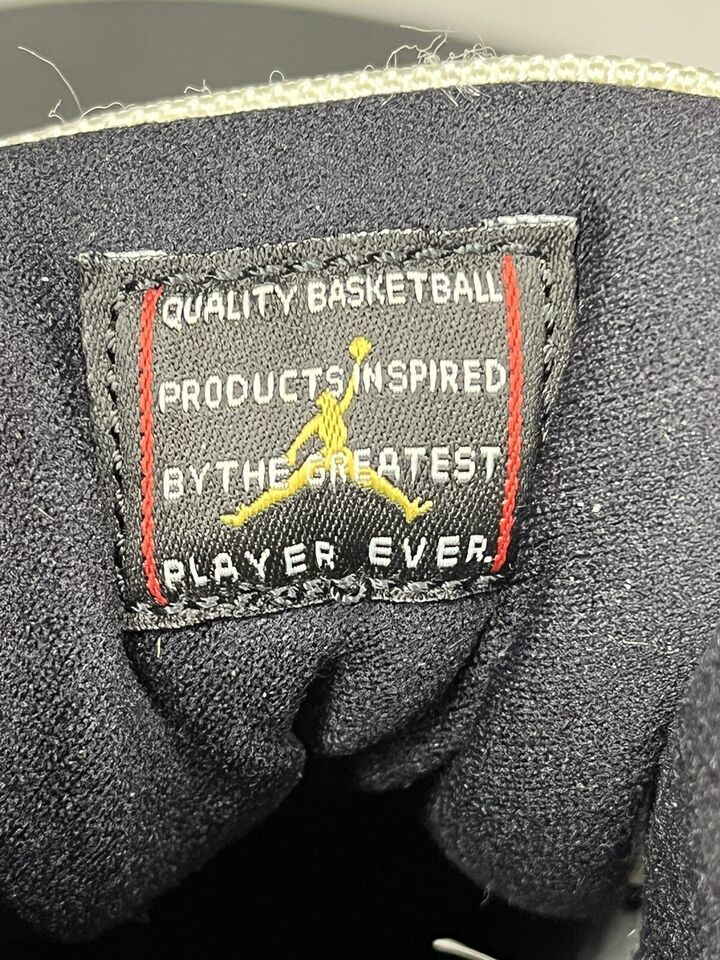 QUALITY BASKETBALL
PRODUCTS INSPIRED
BY THE GREATEST
PLAYER EVER.